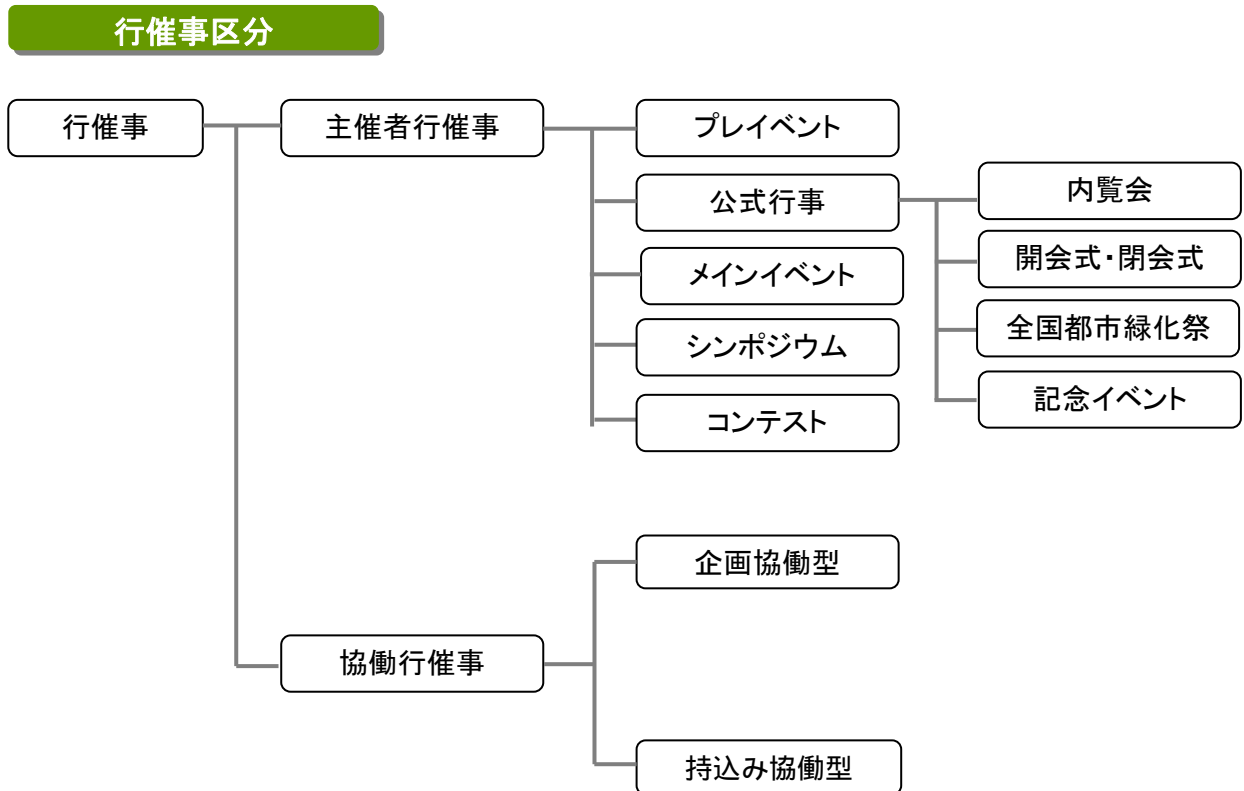 行催事区分
行催事
主催者行催事
プレイベント
公式行事
内覧会
開会式・閉会式
全国都市緑化祭
記念イベント
メインイベント
シンポジウム
コンテスト
協働行催事
企画協働型
持込み協働型